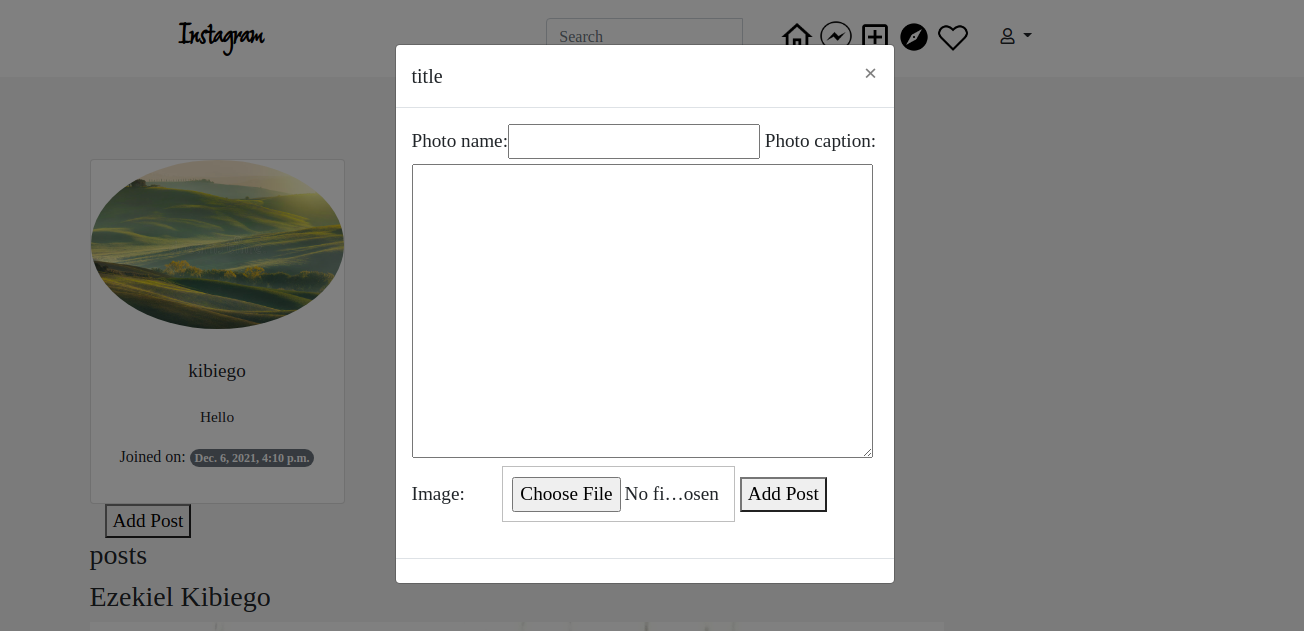 Instagram
Search
title
×
Photo name: Photo caption:
Image: Choose File No fi…osen Add Post
kibiego
Hello
Joined on: Dec. 6, 2021, 4:10 p.m.
Add Post
posts
Ezekiel Kibiego